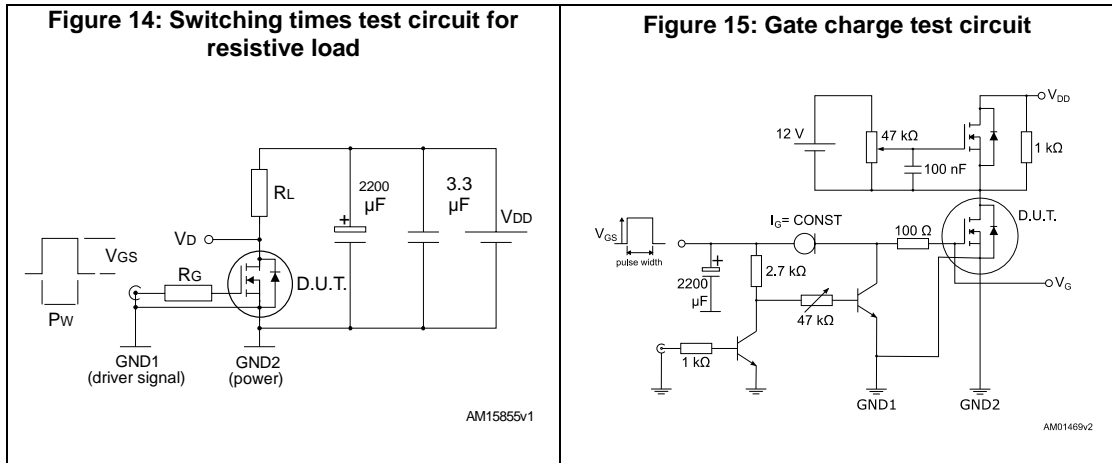 Figure 14: Switching times test circuit for
resistive load
RL
2200
µF
+
3.3
µF
VDD
VD
VGS
RG
D.U.T.
PW
GND1
(driver signal)
GND2
(power)
AM15855v1
Figure 15: Gate charge test circuit
VDD
12 V
47 kΩ
1 kΩ
100 nF
D.U.T.
IG= CONST
VGS
pulse width
100 Ω
+
2200
µF
2.7 kΩ
47 kΩ
VG
1 kΩ
GND1
GND2
AM01469v2